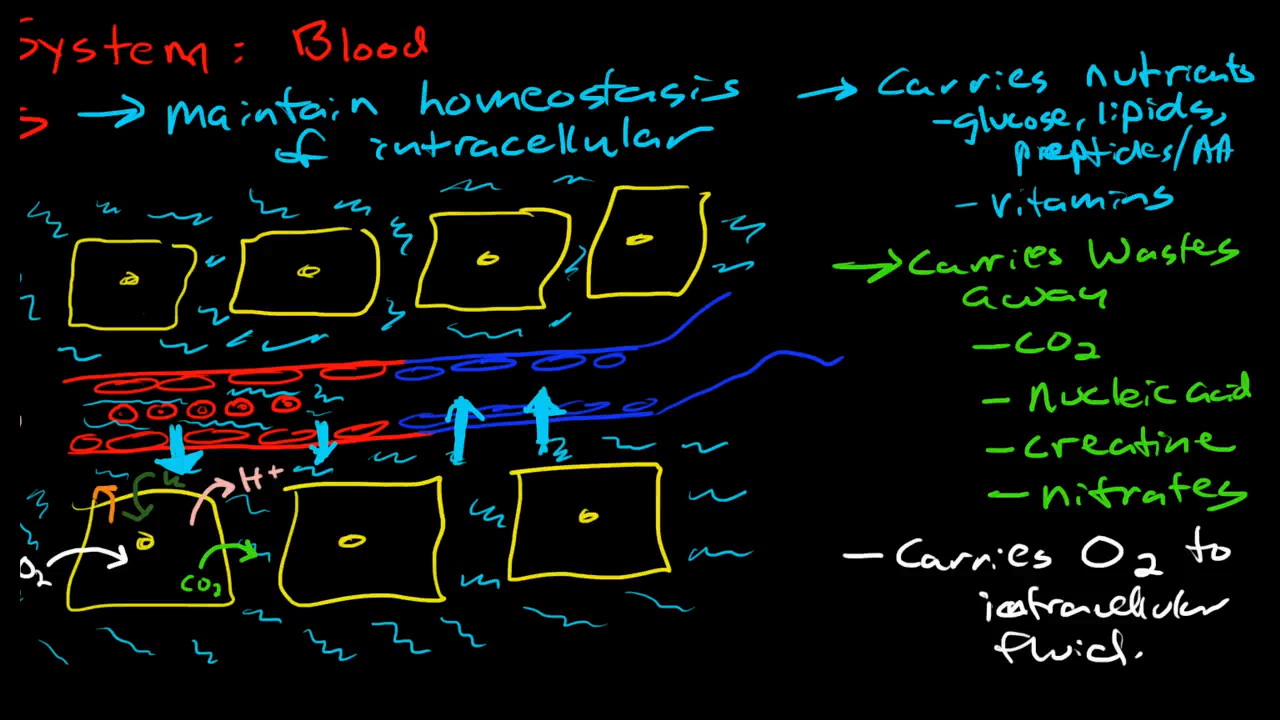 System: Blood
→ maintain homeostasis
of intracellular
→ Carries nutrients
- glucose, lipids,
peptides/AA
- vitamins
→ Carries Wastes
away
- CO₂
- nucleic acid
- creatine
- nitrates
- Carries O₂ to
intracellular
fluid.
H+
O₂
CO₂